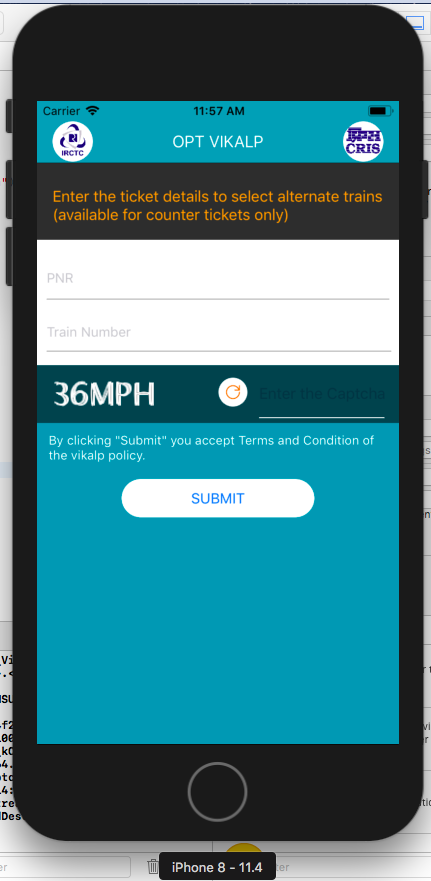 Carrier 11:57 AM
IRCTC
OPT VIKALP
CRIS
Enter the ticket details to select alternate trains
(available for counter tickets only)
PNR
Train Number
36MPH
Enter the Captcha
By clicking "Submit" you accept Terms and Condition of
the vikalp policy.
SUBMIT
iPhone 8 - 11.4